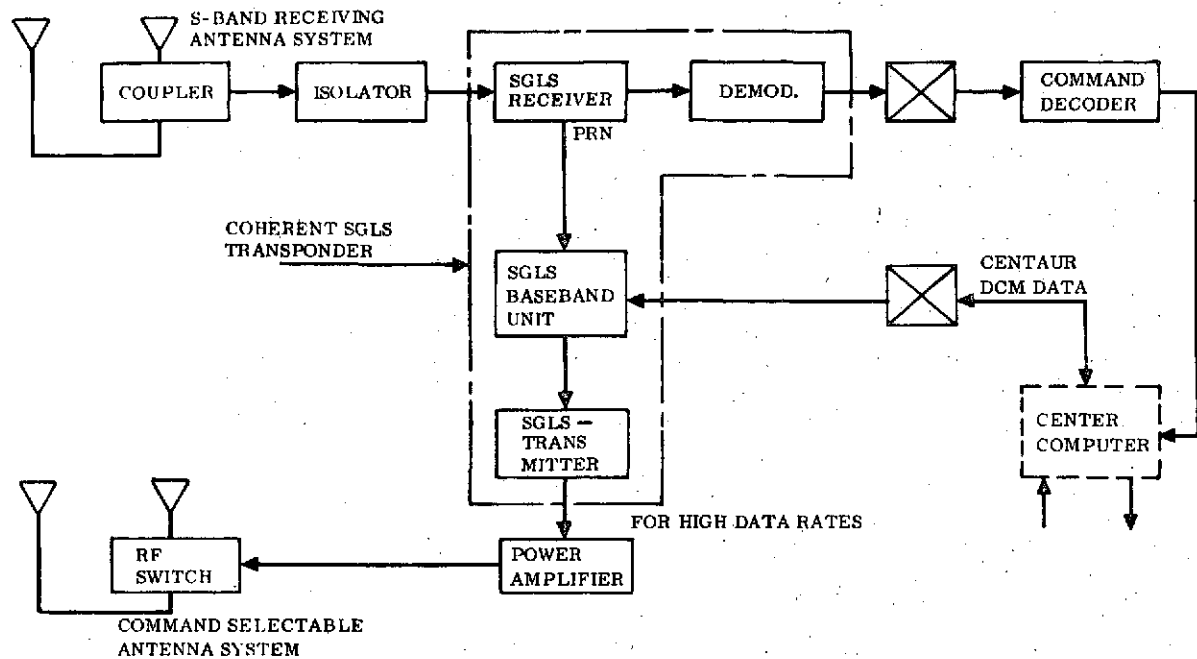 S-BAND RECEIVING
ANTENNA SYSTEM
COUPLER
ISOLATOR
SGLS
RECEIVER
DEMOD.
COMMAND
DECODER
PRN
COHERENT SGLS
TRANSPONDER
SGLS
BASEBAND
UNIT
CENTAUR
DCM DATA
SGLS –
TRANS
MITTER
CENTER
COMPUTER
FOR HIGH DATA RATES
RF
SWITCH
POWER
AMPLIFIER
COMMAND SELECTABLE
ANTENNA SYSTEM